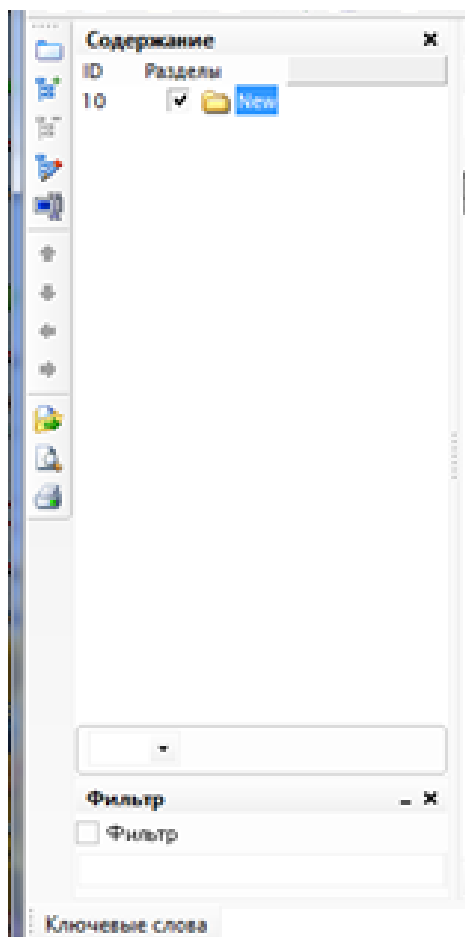 Содержание
ID Разделы
10 New
Фильтр
Фильтр
Ключевые слова